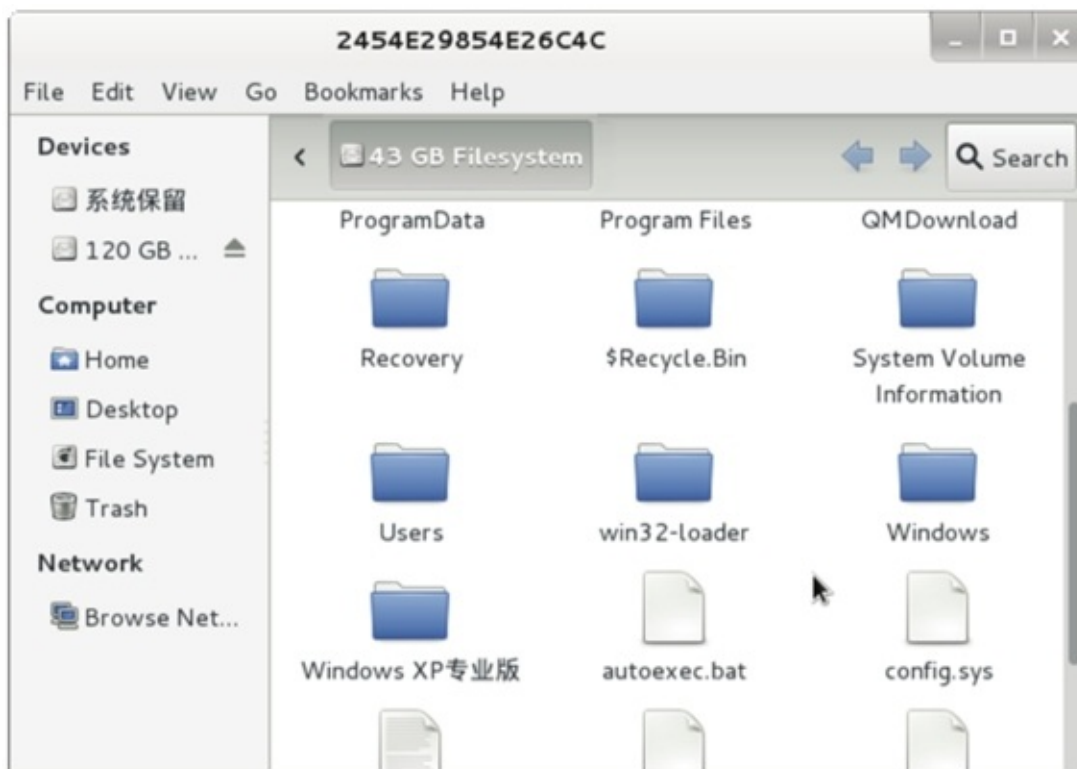 2454E29854E26C4C
File Edit View Go Bookmarks Help
Devices
系统保留
120 GB ...
Computer
Home
Desktop
File System
Trash
Network
Browse Net...
43 GB Filesystem
Search
ProgramData Program Files QMDownload
Recovery $Recycle.Bin System Volume
Information
Users win32-loader Windows
Windows XP专业版 autoexec.bat config.sys